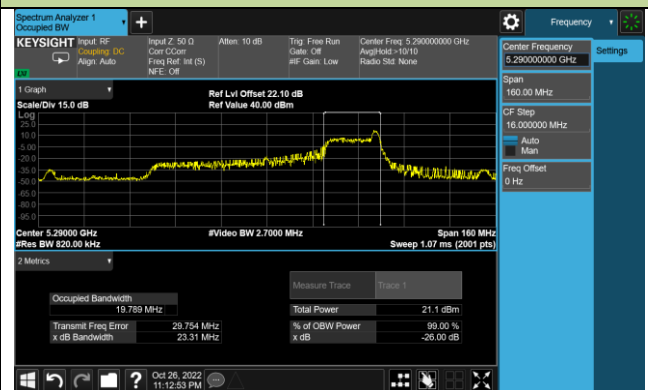 Spectrum Analyzer 1
Occupied BW
Frequency
KEYSIGHT
Input: RF
Coupling: DC
Align: Auto
Input Z: 50 Ω
Corr CCorr
Freq Ref: Int (S)
NFE: Off
Atten: 10 dB
Trig: Free Run
Gate: Off
#IF Gain: Low
Center Freq: 5.290000000 GHz
Avg|Hold:>10/10
Radio Std: None
Center Frequency
5.290000000 GHz
Settings
Span
160.00 MHz
CF Step
16.000000 MHz
Auto
Man
Freq Offset
0 Hz
1 Graph
Scale/Div 15.0 dB
Ref Lvl Offset 22.10 dB
Ref Value 40.00 dBm
Log
25.0
10.0
-5.00
-20.0
-35.0
-50.0
-65.0
-80.0
-95.0
Center 5.29000 GHz
#Res BW 820.00 kHz
#Video BW 2.7000 MHz
Span 160 MHz
Sweep 1.07 ms (2001 pts)
2 Metrics
Measure Trace
Trace 1
Occupied Bandwidth
19.789 MHz
Total Power
21.1 dBm
Transmit Freq Error
29.754 MHz
% of OBW Power
99.00 %
x dB Bandwidth
23.31 MHz
x dB
-26.00 dB
Oct 26, 2022
11:12:53 PM